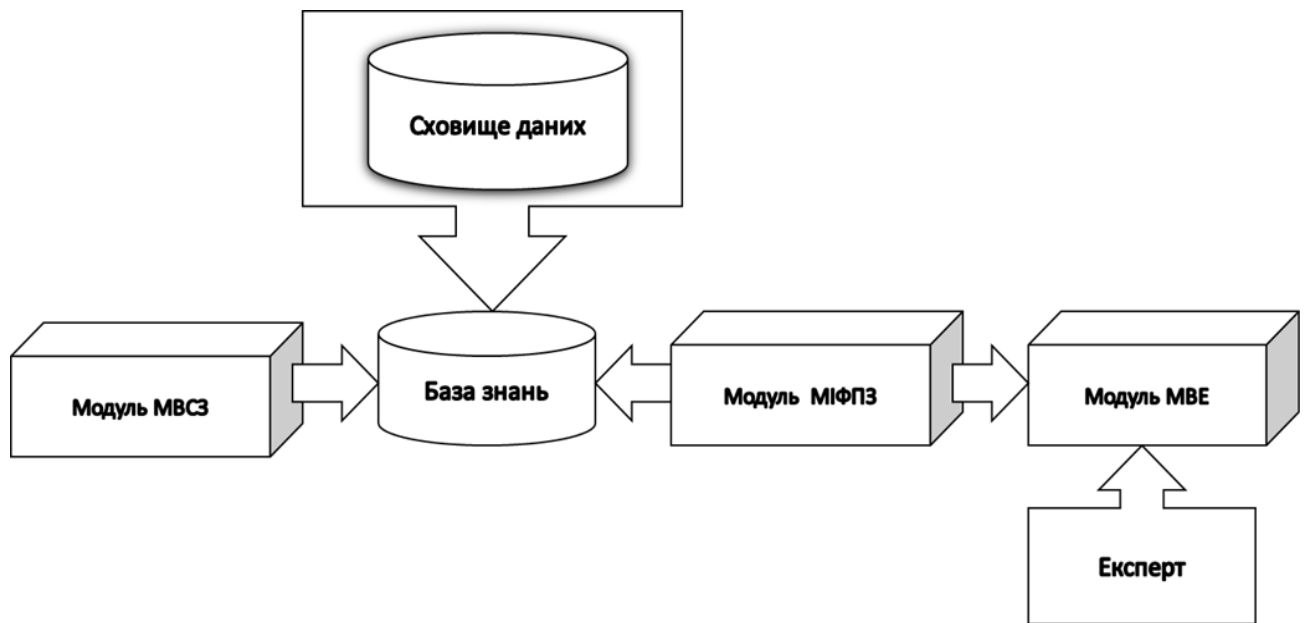 Сховище даних
Модуль МВСЗ
База знань
Модуль МІФПЗ
Модуль МВЕ
Експерт